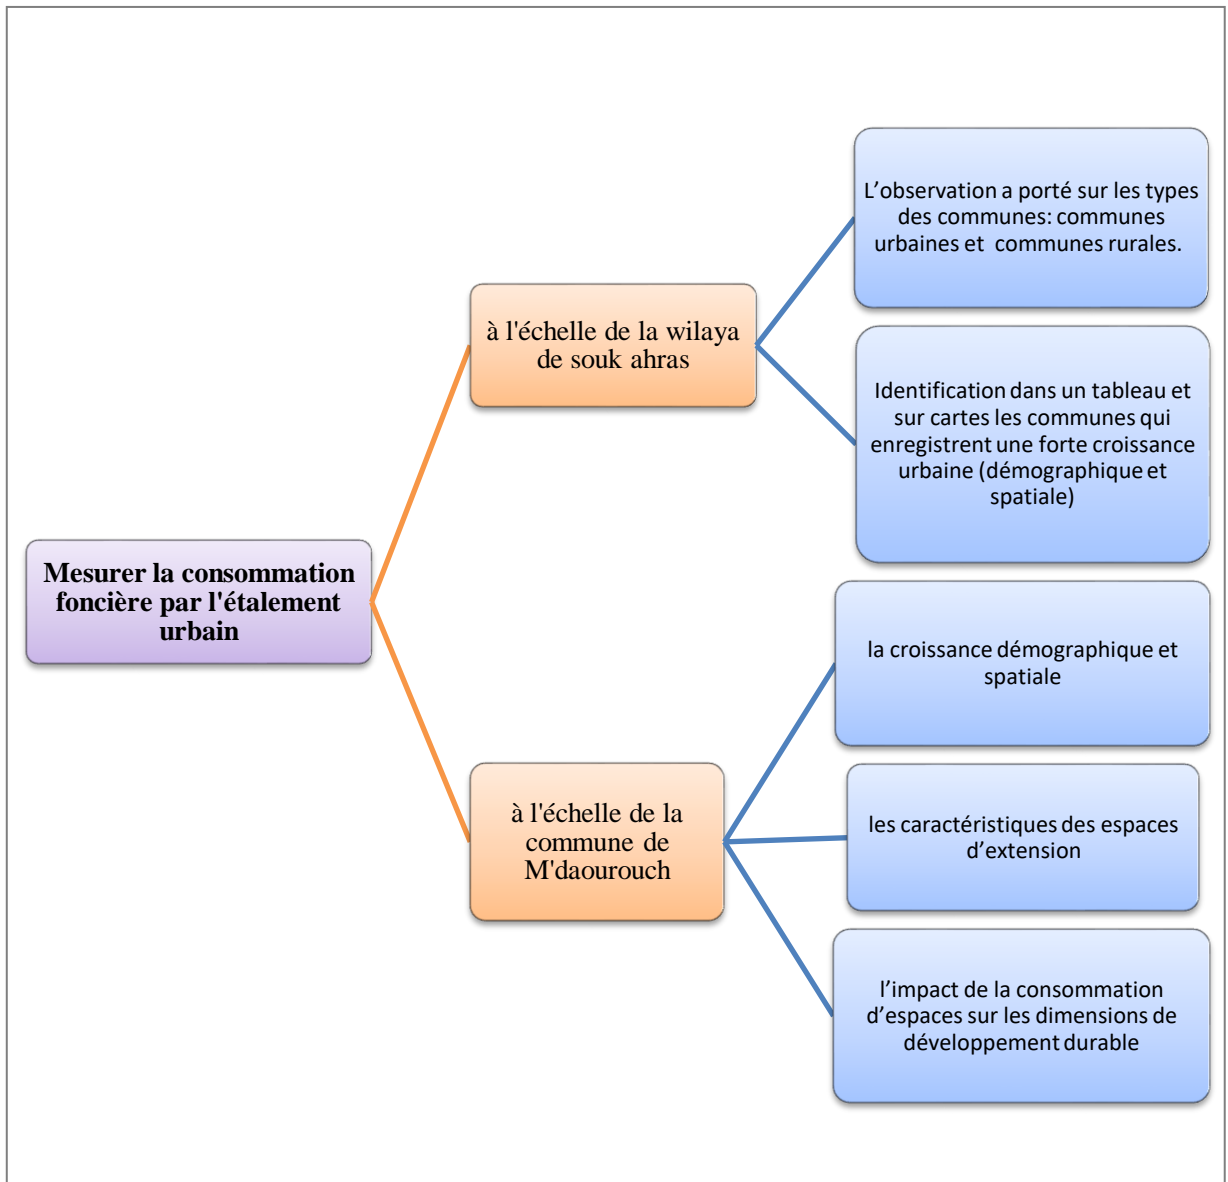 L'observation a porté sur les types
des communes: communes
urbaines et communes rurales.
à l'échelle de la wilaya
de souk ahras
Identification dans un tableau et
sur cartes les communes qui
enregistrent une forte croissance
urbaine (démographique et
spatiale)
Mesurer la consommation
foncière par l'étalement
urbain
la croissance démographique et
spatiale
à l'échelle de la
commune de
M'daourouch
les caractéristiques des espaces
d'extension
l'impact de la consommation
d'espaces sur les dimensions de
développement durable